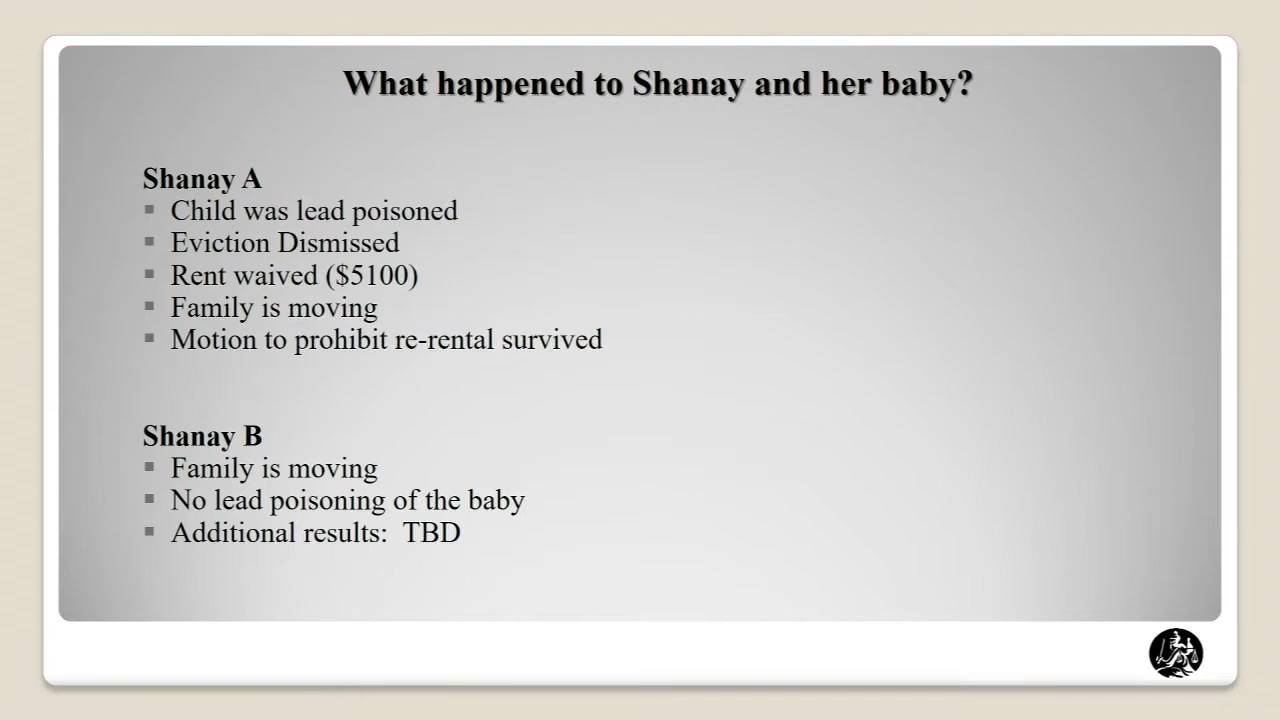 What happened to Shanay and her baby?
Shanay A
▪ Child was lead poisoned
▪ Eviction Dismissed
▪ Rent waived ($5100)
▪ Family is moving
▪ Motion to prohibit re-rental survived
Shanay B
▪ Family is moving
▪ No lead poisoning of the baby
▪ Additional results:  TBD